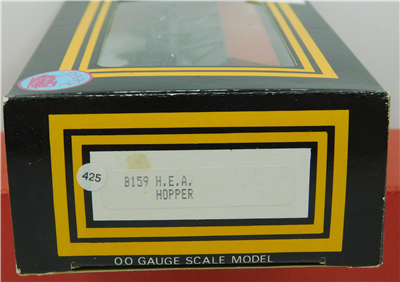 425
B159 H.E.A.
HOPPER
OO GAUGE SCALE MODEL